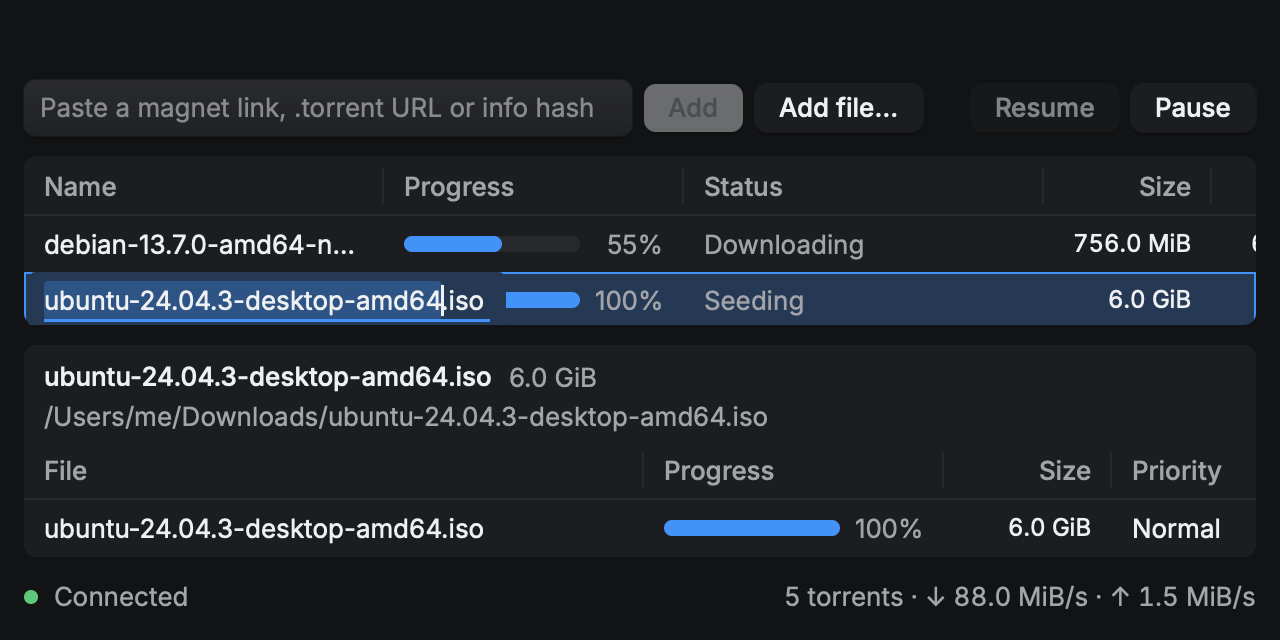 Paste a magnet link, .torrent URL or info hash Add Add file... Resume Pause
Name Progress Status Size
debian-13.7.0-amd64-n... 55% Downloading 756.0 MiB
ubuntu-24.04.3-desktop-amd64.iso 100% Seeding 6.0 GiB
ubuntu-24.04.3-desktop-amd64.iso 6.0 GiB
/Users/me/Downloads/ubuntu-24.04.3-desktop-amd64.iso
File Progress Size Priority
ubuntu-24.04.3-desktop-amd64.iso 100% 6.0 GiB Normal
Connected 5 torrents · ↓ 88.0 MiB/s · ↑ 1.5 MiB/s